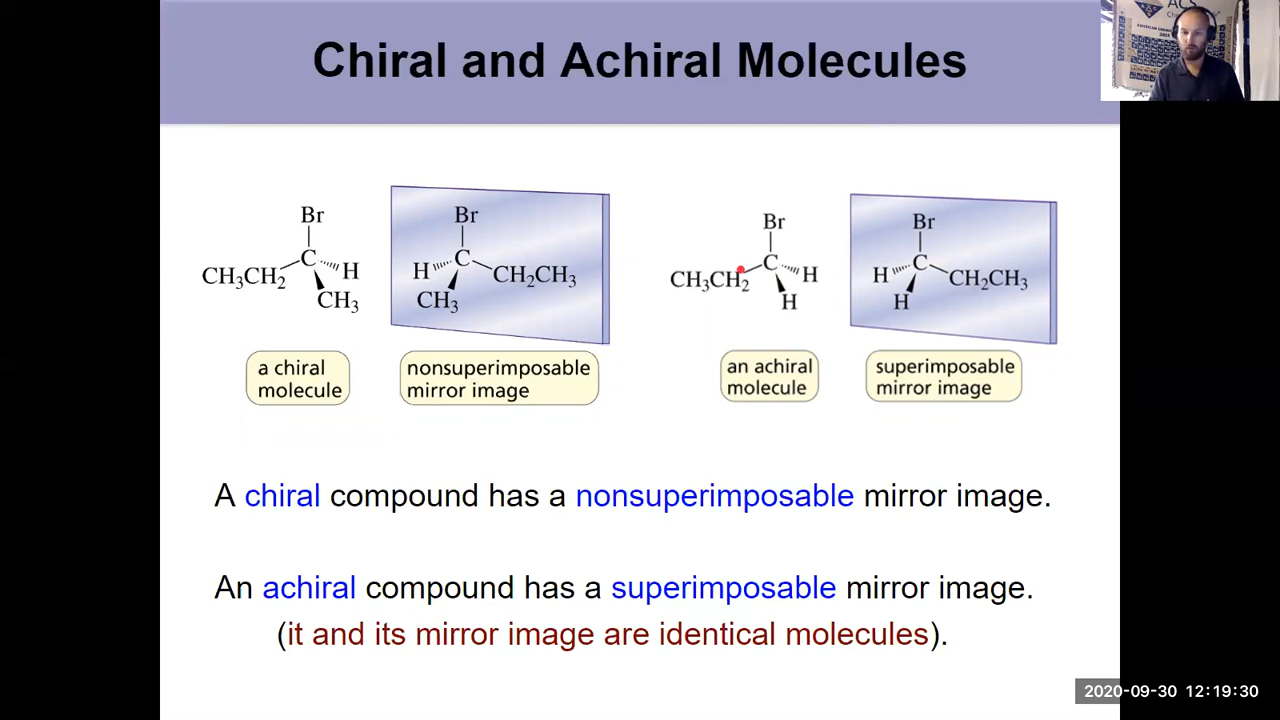 Chiral and Achiral Molecules
ACS
Br
C
CH₃CH₂
H
CH₃
Br
H
C
CH₂CH₃
CH₃
Br
C
CH₃CH₂
H
H
Br
H
C
CH₂CH₃
H
a chiral
molecule
nonsuperimposable
mirror image
an achiral
molecule
superimposable
mirror image
A chiral compound has a nonsuperimposable mirror image.
An achiral compound has a superimposable mirror image.
(it and its mirror image are identical molecules).
2020-09-30 12:19:30